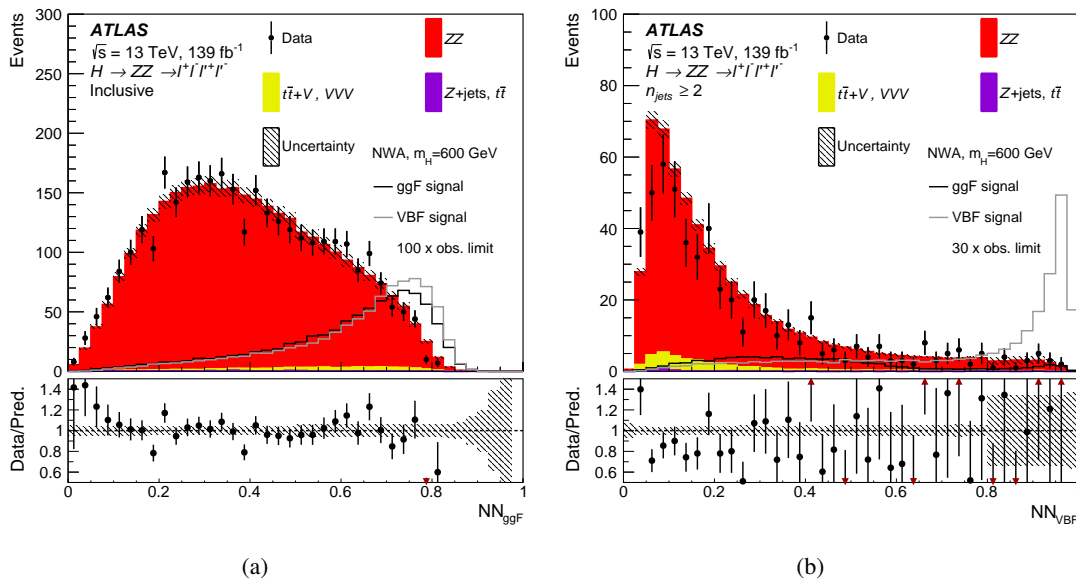 ATLAS
√s = 13 TeV, 139 fb⁻¹
H → ZZ → l⁺l⁻l'⁺l'⁻
Inclusive
Data
ZZ
tt̄+V , VVV
Z+jets, tt̄
Uncertainty
NWA, m_H=600 GeV
ggF signal
VBF signal
100 x obs. limit
Events
300
250
200
150
100
50
0
Data/Pred.
1.4
1.2
1
0.8
0.6
0 0.2 0.4 0.6 0.8 1
NN_ggF
(a)
ATLAS
√s = 13 TeV, 139 fb⁻¹
H → ZZ → l⁺l⁻l'⁺l'⁻
n_jets ≥ 2
Data
ZZ
tt̄+V , VVV
Z+jets, tt̄
Uncertainty
NWA, m_H=600 GeV
ggF signal
VBF signal
30 x obs. limit
Events
100
80
60
40
20
0
Data/Pred.
1.4
1.2
1
0.8
0.6
0 0.2 0.4 0.6 0.8
NN_VBF
(b)